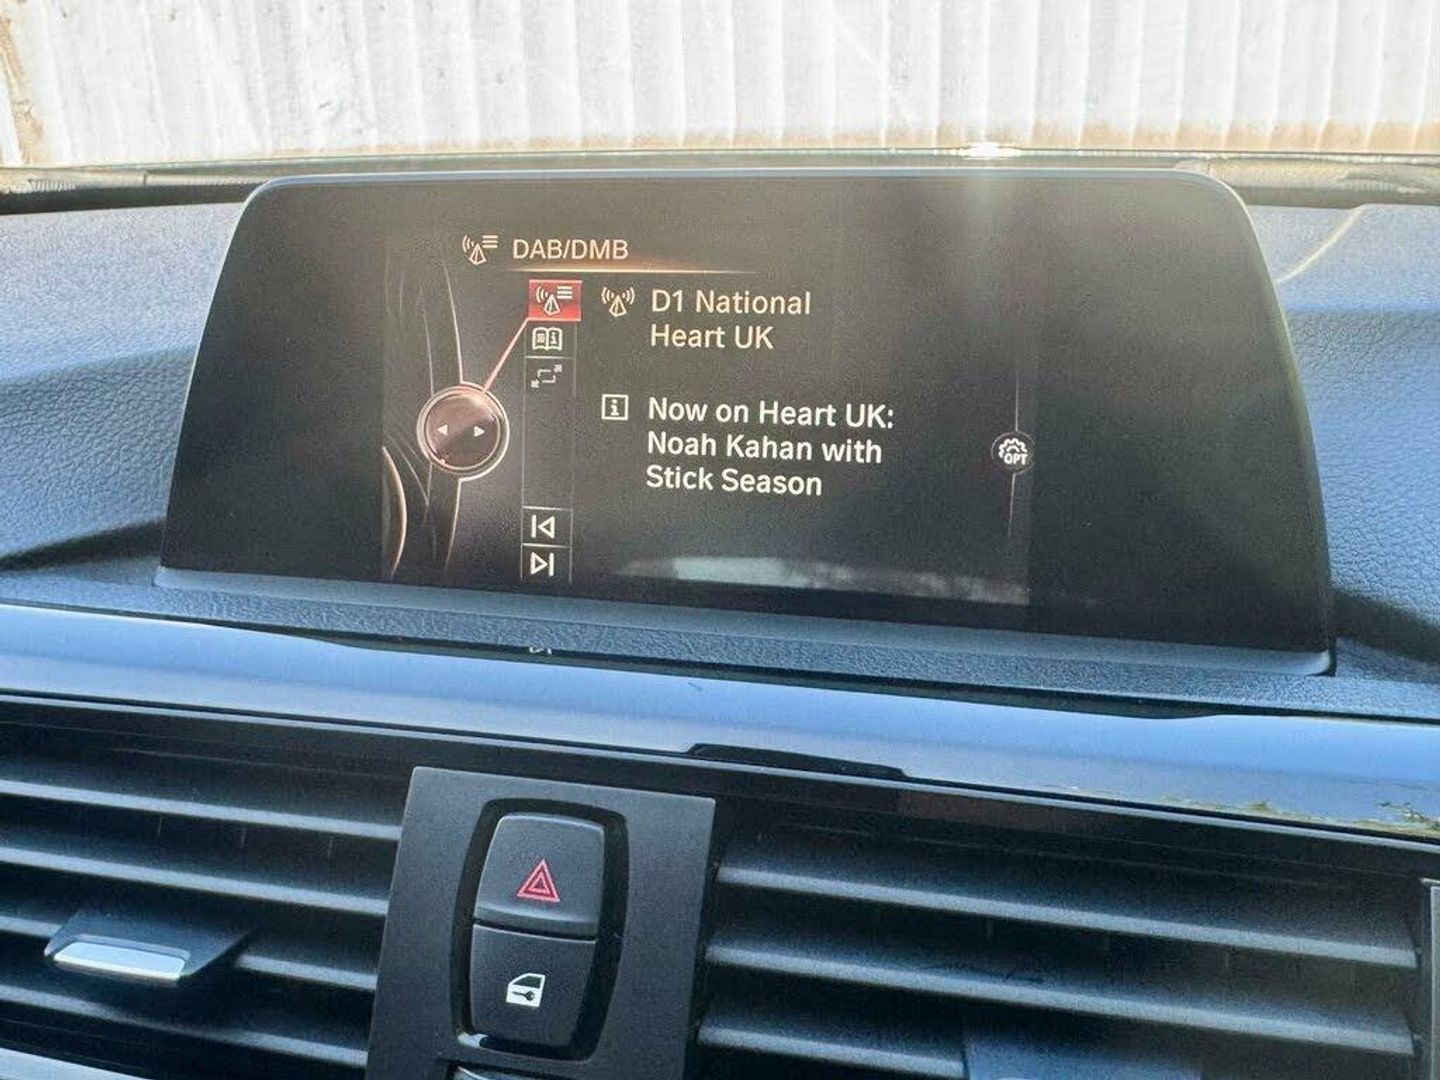 DAB/DMB
D1 National
Heart UK
Now on Heart UK:
Noah Kahan with
Stick Season
OPT